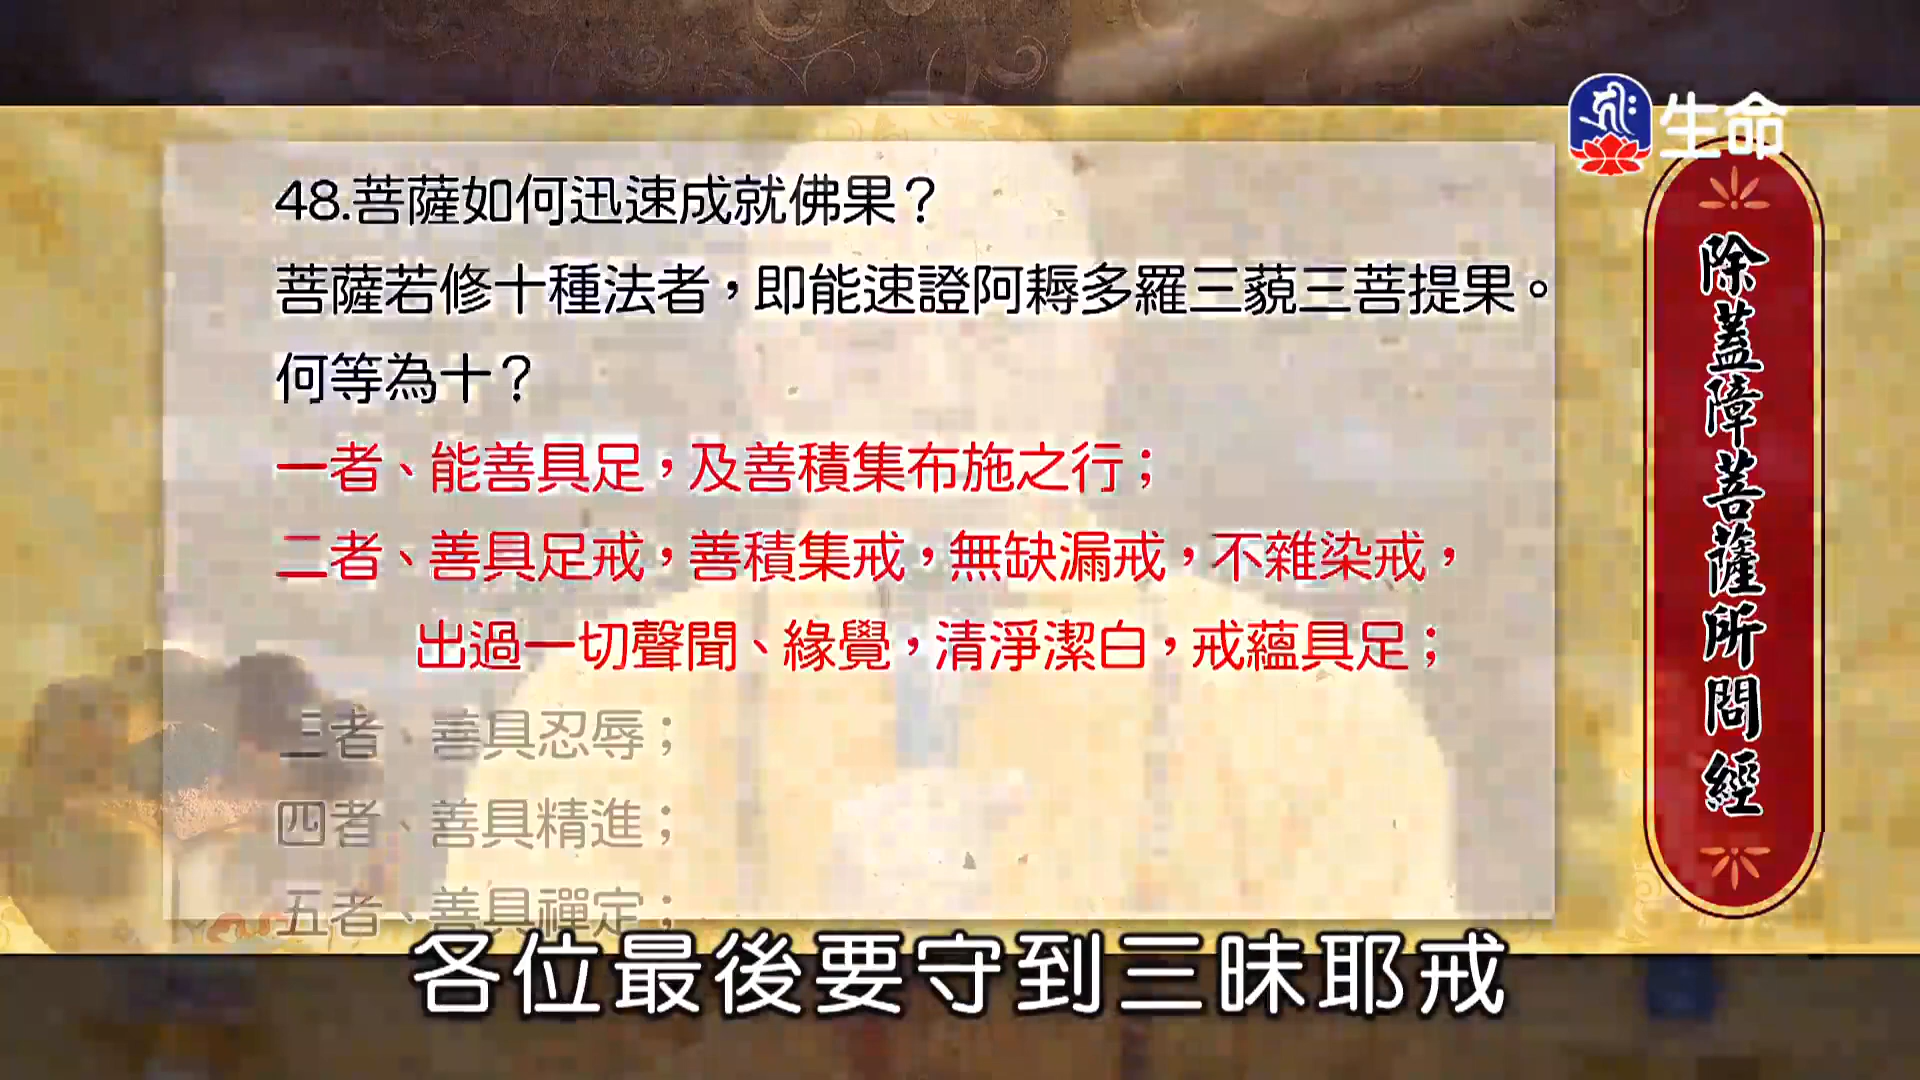 生命
48.菩薩如何迅速成就佛果？
菩薩若修十種法者，即能速證阿耨多羅三藐三菩提果。
何等為十？
一者、能善具足，及善積集布施之行；
二者、善具足戒，善積集戒，無缺漏戒，不雜染戒，
出過一切聲聞、緣覺，清淨潔白，戒蘊具足；
三者、善具忍辱；
四者、善具精進；
五者、善具禪定；
除蓋障菩薩所問經
各位最後要守到三昧耶戒